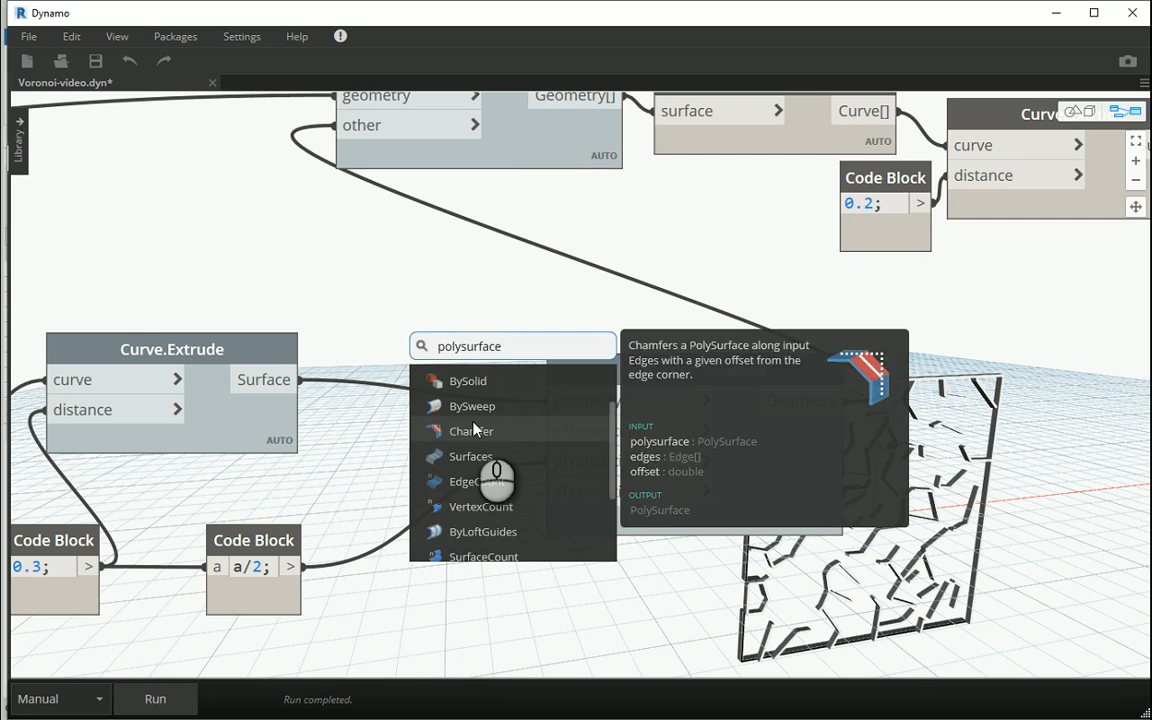 Dynamo
File Edit View Packages Settings Help
Voronoi-video.dyn*
Library
geometry
Geometry[]
other
AUTO
surface
Curve[]
AUTO
Curve
curve
distance
Code Block
0.2; >
Curve.Extrude
curve
Surface
distance
AUTO
polysurface
BySolid
BySweep
Chamfer
Surfaces
VertexCount
ByLoftGuides
SurfaceCount
Chamfers a PolySurface along input
Edges with a given offset from the
edge corner.
INPUT
polysurface : PolySurface
edges : Edge[]
offset : double
OUTPUT
PolySurface
Code Block
0.3; >
Code Block
a a/2; >
Manual
Run
Run completed.